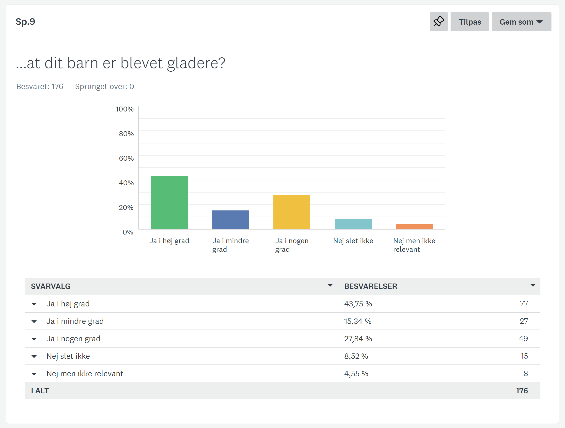 Sp.9
Tilpas
Gem som
...at dit barn er blevet gladere?
Besvaret: 176 Sprunget over: 0
100%
80%
60%
40%
20%
0%
Ja i høj grad
Ja i mindre grad
Ja i nogen grad
Nej slet ikke
Nej men ikke relevant
SVARVALG BESVARELSER
Ja i høj grad 43,75 % 77
Ja i mindre grad 15,34 % 27
Ja i nogen grad 27,84 % 49
Nej slet ikke 8,52 % 15
Nej men ikke relevant 4,55 % 8
I ALT 176